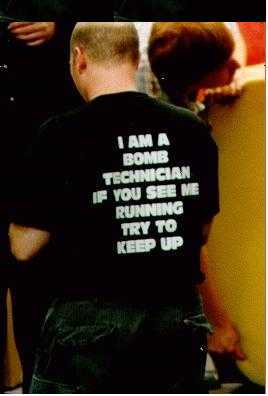 I AM A
BOMB
TECHNICIAN
IF YOU SEE ME
RUNNING
TRY TO
KEEP UP